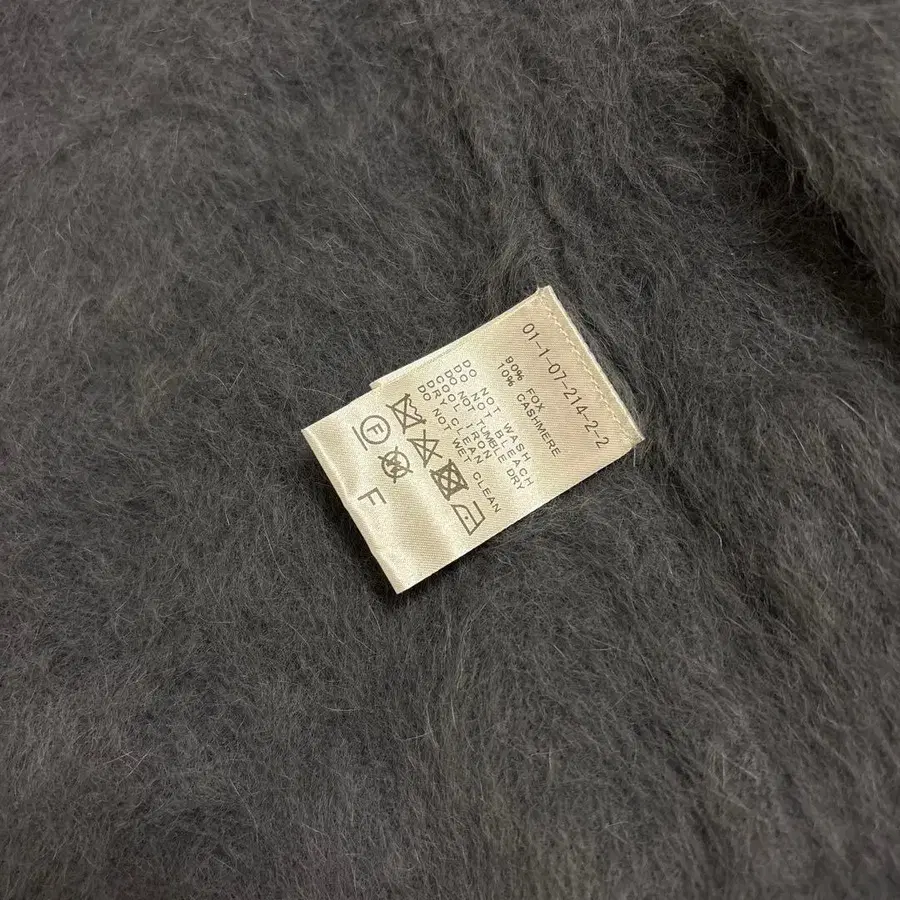 01-1-07-214-2-2
90% FOX
10% CASHMERE
DO NOT WASH
DO NOT BLEACH
DO NOT TUMBLE DRY
COOL IRON
DRY CLEAN
DO NOT WET CLEAN
F
F